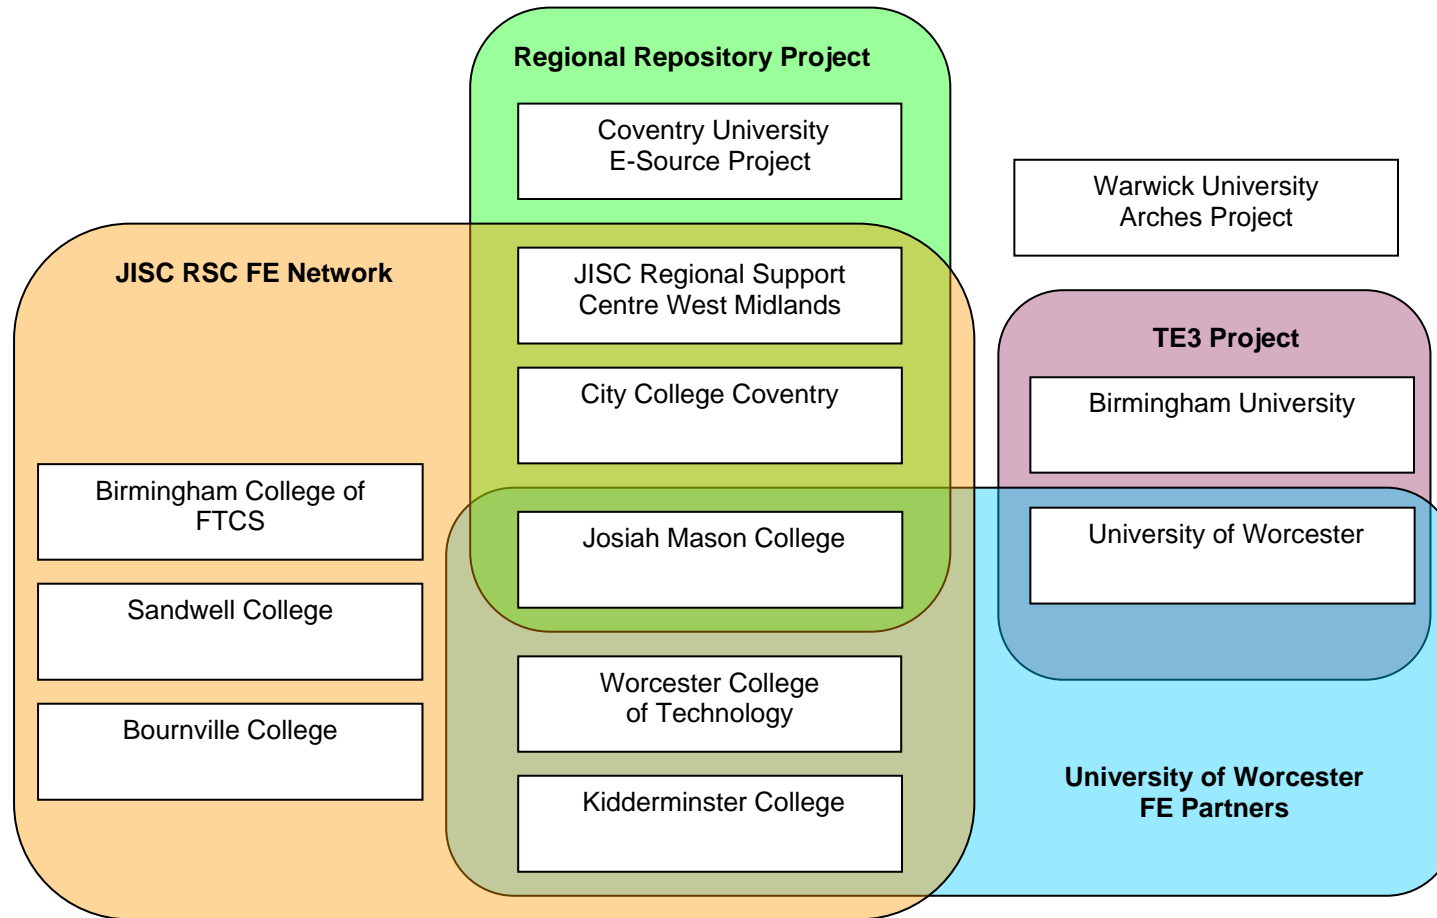 Regional Repository Project
Coventry University
E-Source Project
Warwick University
Arches Project
JISC RSC FE Network
JISC Regional Support
Centre West Midlands
TE3 Project
City College Coventry
Birmingham University
Birmingham College of
FTCS
Josiah Mason College
University of Worcester
Sandwell College
Worcester College
of Technology
Bournville College
University of Worcester
FE Partners
Kidderminster College